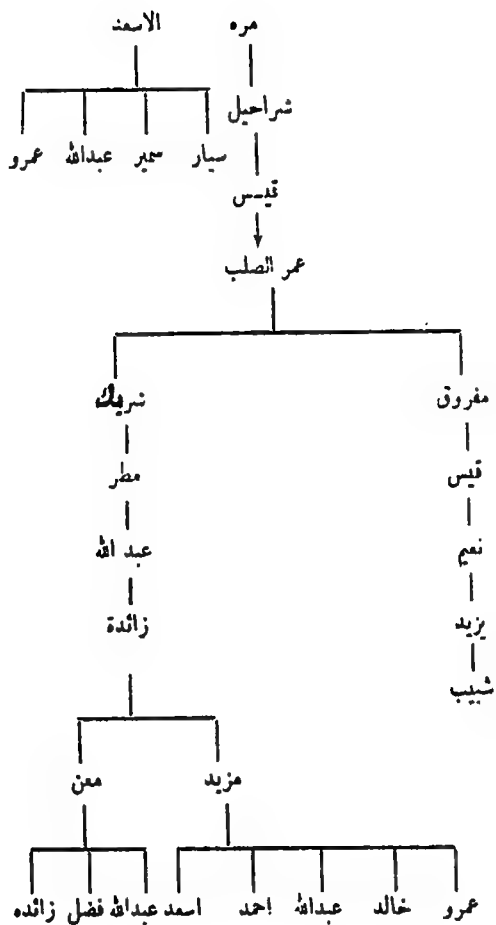 مره الاسعد
شراحيل
سيار سمير عبدالله عمرو
قيس
عمر الصلب
مفروق شريك
قيس مطر
نعيم عبد الله
يزيد زائدة
شبيب
مزيد معن
عمرو خالد عبدالله احمد اسعد عبدالله فضل زائده